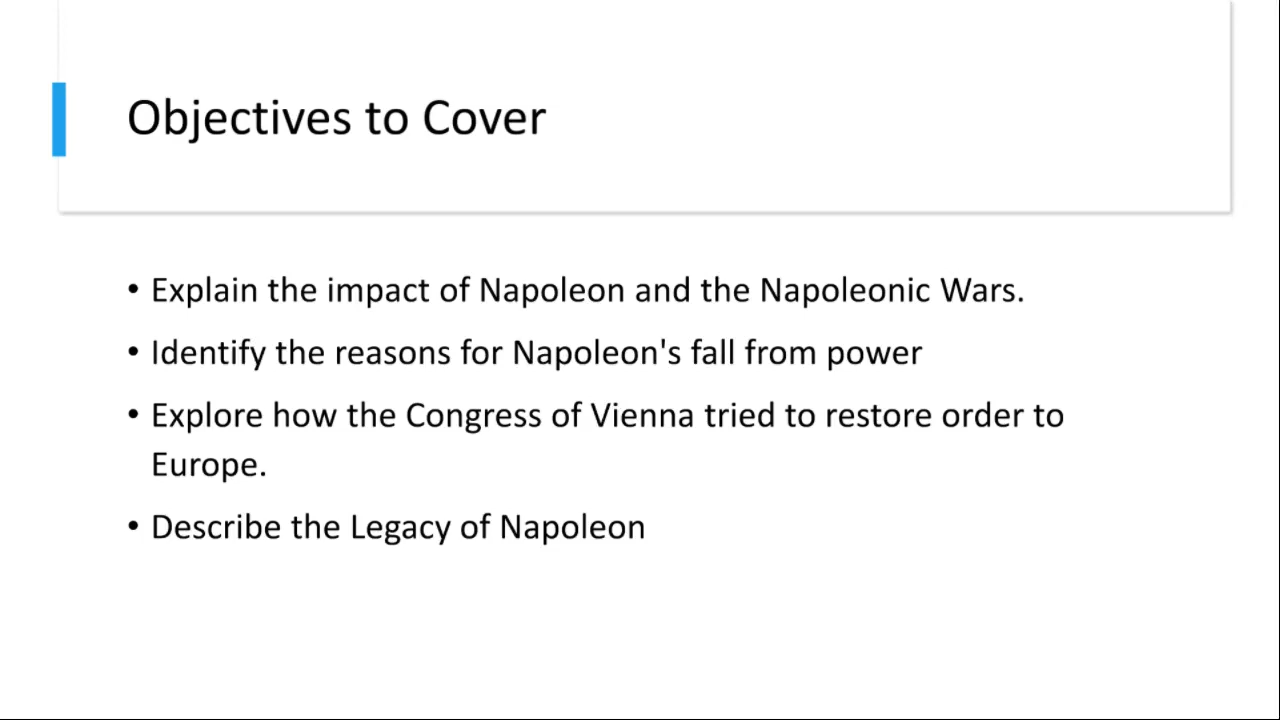 Objectives to Cover
• Explain the impact of Napoleon and the Napoleonic Wars.
• Identify the reasons for Napoleon's fall from power
• Explore how the Congress of Vienna tried to restore order to
Europe.
• Describe the Legacy of Napoleon